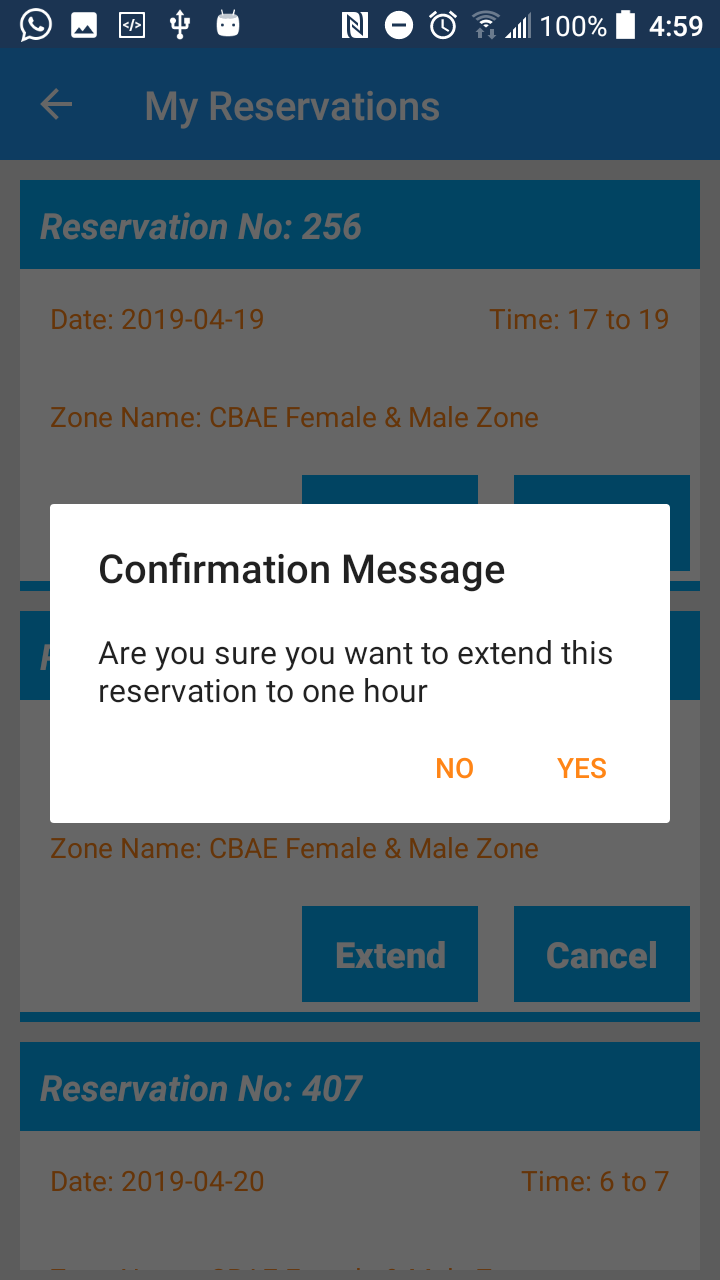 100% 4:59
My Reservations
Reservation No: 256
Date: 2019-04-19 Time: 17 to 19
Zone Name: CBAE Female & Male Zone
Confirmation Message
Are you sure you want to extend this
reservation to one hour
NO YES
Zone Name: CBAE Female & Male Zone
Extend Cancel
Reservation No: 407
Date: 2019-04-20 Time: 6 to 7